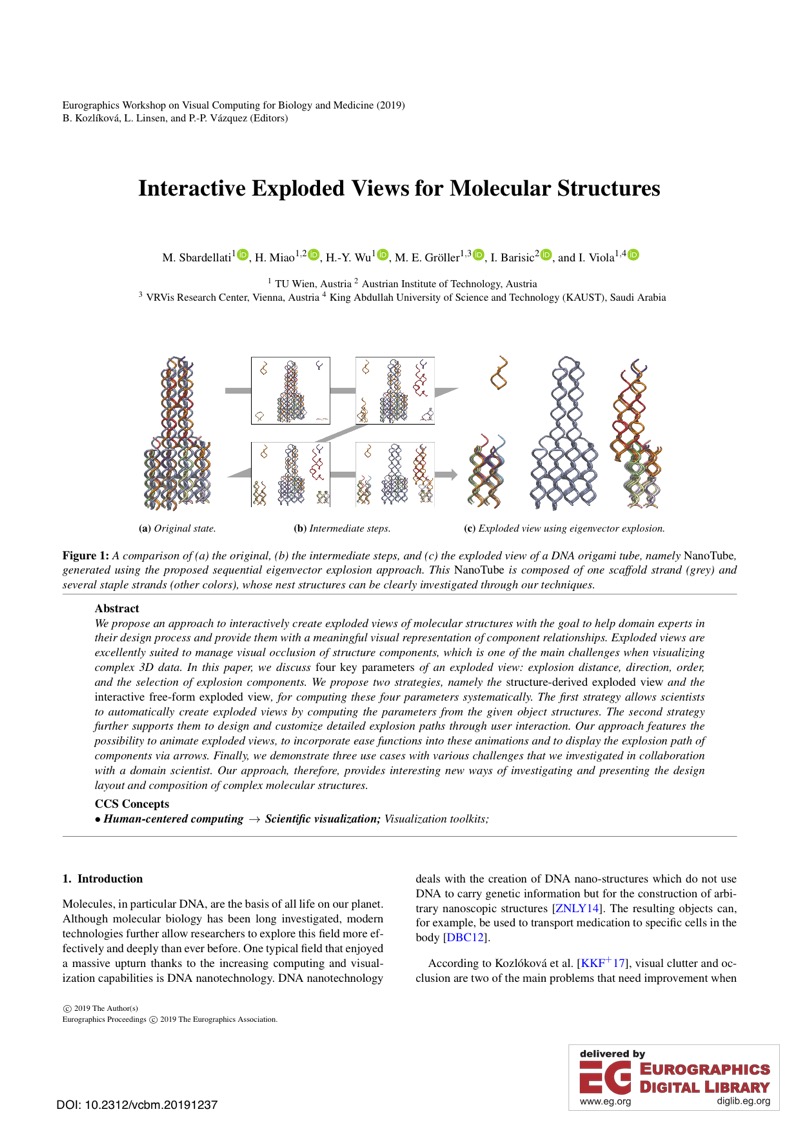 Eurographics Workshop on Visual Computing for Biology and Medicine (2019)
B. Kozlíková, L. Linsen, and P.-P. Vázquez (Editors)
Interactive Exploded Views for Molecular Structures
M. Sbardellati1 iD, H. Miao1,2 iD, H.-Y. Wu1 iD, M. E. Gröller1,3 iD, I. Barisic2 iD, and I. Viola1,4 iD
1 TU Wien, Austria 2 Austrian Institute of Technology, Austria
3 VRVis Research Center, Vienna, Austria 4 King Abdullah University of Science and Technology (KAUST), Saudi Arabia
(a) Original state.
(b) Intermediate steps.
(c) Exploded view using eigenvector explosion.
Figure 1: A comparison of (a) the original, (b) the intermediate steps, and (c) the exploded view of a DNA origami tube, namely NanoTube,
generated using the proposed sequential eigenvector explosion approach. This NanoTube is composed of one scaffold strand (grey) and
several staple strands (other colors), whose nest structures can be clearly investigated through our techniques.
Abstract
We propose an approach to interactively create exploded views of molecular structures with the goal to help domain experts in
their design process and provide them with a meaningful visual representation of component relationships. Exploded views are
excellently suited to manage visual occlusion of structure components, which is one of the main challenges when visualizing
complex 3D data. In this paper, we discuss four key parameters of an exploded view: explosion distance, direction, order,
and the selection of explosion components. We propose two strategies, namely the structure-derived exploded view and the
interactive free-form exploded view, for computing these four parameters systematically. The first strategy allows scientists
to automatically create exploded views by computing the parameters from the given object structures. The second strategy
further supports them to design and customize detailed explosion paths through user interaction. Our approach features the
possibility to animate exploded views, to incorporate ease functions into these animations and to display the explosion path of
components via arrows. Finally, we demonstrate three use cases with various challenges that we investigated in collaboration
with a domain scientist. Our approach, therefore, provides interesting new ways of investigating and presenting the design
layout and composition of complex molecular structures.
CCS Concepts
• Human-centered computing → Scientific visualization; Visualization toolkits;
1. Introduction
Molecules, in particular DNA, are the basis of all life on our planet.
Although molecular biology has been long investigated, modern
technologies further allow researchers to explore this field more ef-
fectively and deeply than ever before. One typical field that enjoyed
a massive upturn thanks to the increasing computing and visual-
ization capabilities is DNA nanotechnology. DNA nanotechnology
deals with the creation of DNA nano-structures which do not use
DNA to carry genetic information but for the construction of arbi-
trary nanoscopic structures [ZNLY14]. The resulting objects can,
for example, be used to transport medication to specific cells in the
body [DBC12].
According to Kozlóková et al. [KKF+17], visual clutter and oc-
clusion are two of the main problems that need improvement when
© 2019 The Author(s)
Eurographics Proceedings © 2019 The Eurographics Association.
DOI: 10.2312/vcbm.20191237
delivered by
EG EUROGRAPHICS
DIGITAL LIBRARY
www.eg.org diglib.eg.org